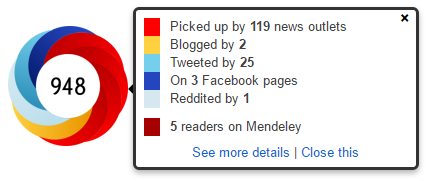 948
×
Picked up by 119 news outlets
Blogged by 2
Tweeted by 25
On 3 Facebook pages
Reddited by 1
5 readers on Mendeley
See more details | Close this